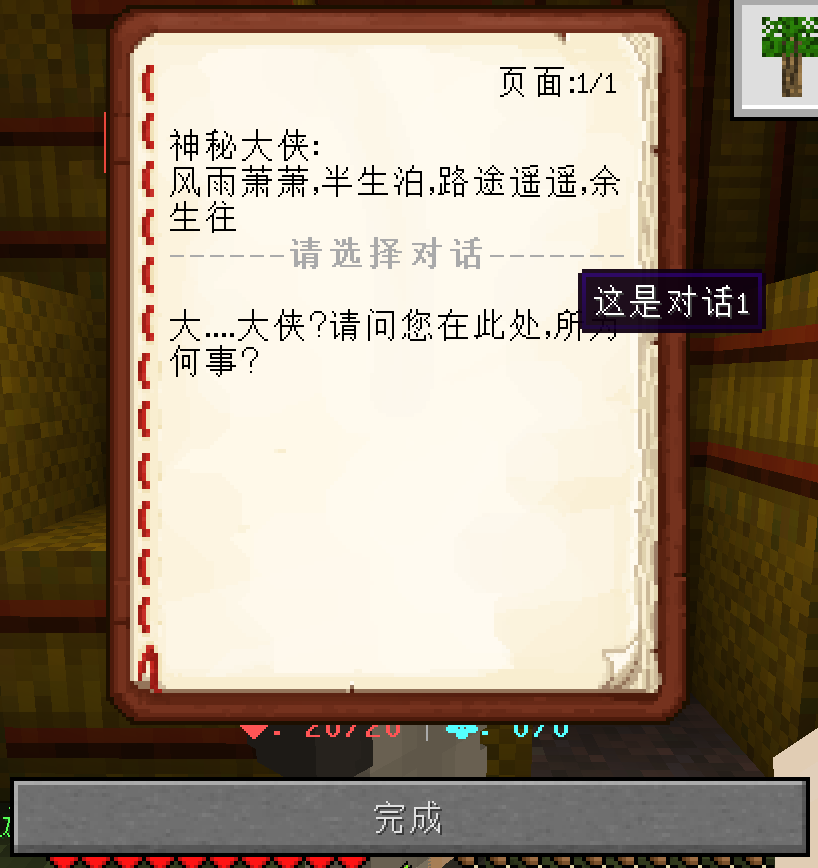 页面:1/1
神秘大侠:
风雨萧萧,半生泊,路途遥遥,余
生往
------请选择对话-------
这是对话1
大....大侠?请问您在此处,所为
何事?
20/20 | 0/0
完成